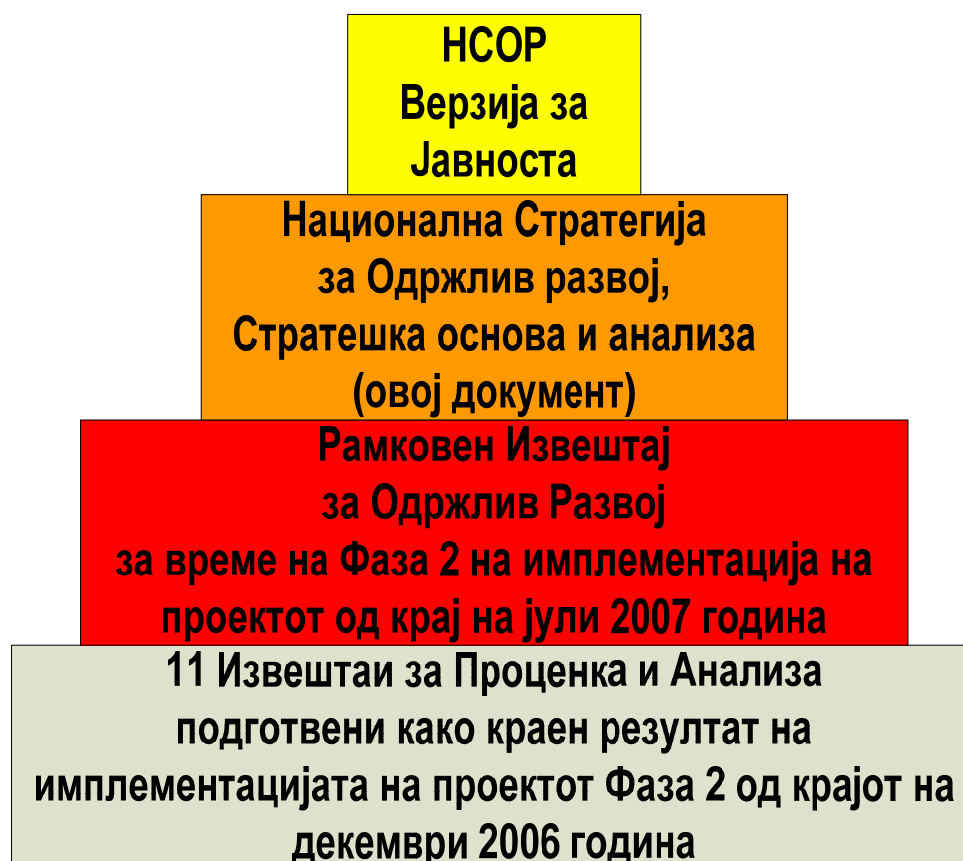 НСОР
Верзија за
Јавноста
Национална Стратегија
за Одржлив развој,
Стратешка основа и анализа
(овој документ)
Рамковен Извештај
за Одржлив Развој
за време на Фаза 2 на имплементација на
проектот од крај на јули 2007 година
11 Извештаи за Проценка и Анализа
подготвени како краен резултат на
имплементацијата на проектот Фаза 2 од крајот на
декември 2006 година